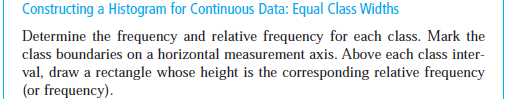 Constructing a Histogram for Continuous Data: Equal Class Widths
Determine the frequency and relative frequency for each class. Mark the
class boundaries on a horizontal measurement axis. Above each class inter-
val, draw a rectangle whose height is the corresponding relative frequency
(or frequency).